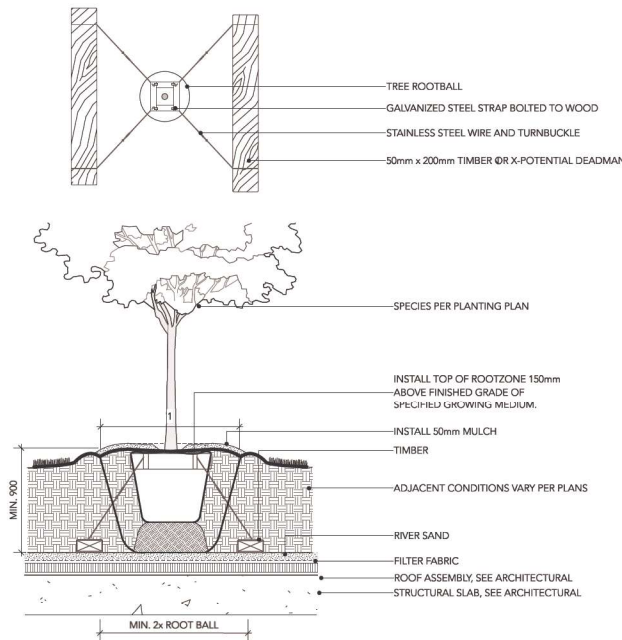 TREE ROOTBALL
GALVANIZED STEEL STRAP BOLTED TO WOOD
STAINLESS STEEL WIRE AND TURNBUCKLE
50mm x 200mm TIMBER OR X-POTENTIAL DEADMAN
SPECIES PER PLANTING PLAN
INSTALL TOP OF ROOTZONE 150mm
ABOVE FINISHED GRADE OF
SPECIFIED GROWING MEDIUM.
1
INSTALL 50mm MULCH
TIMBER
MIN. 900
ADJACENT CONDITIONS VARY PER PLANS
RIVER SAND
FILTER FABRIC
ROOF ASSEMBLY, SEE ARCHITECTURAL
STRUCTURAL SLAB, SEE ARCHITECTURAL
MIN. 2x ROOT BALL